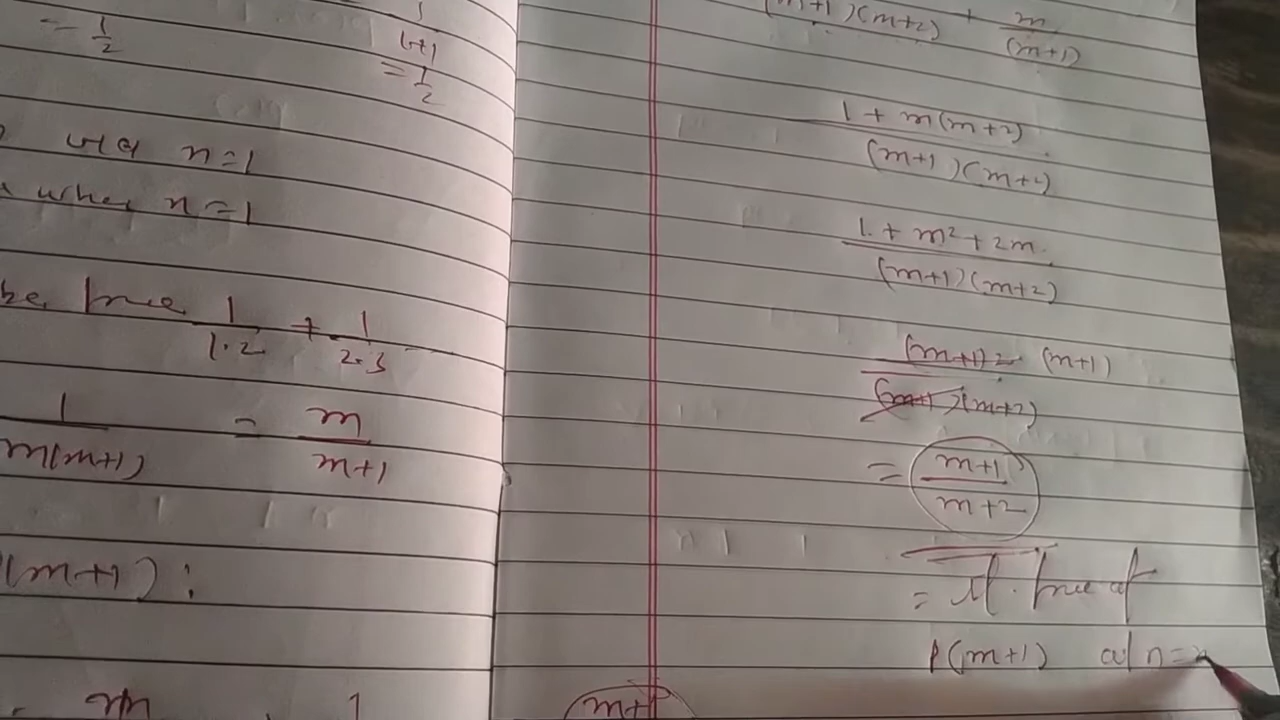 = 1/2
1+1
= 1/2
n=1
when n=1
be true 1/1.2 + 1/2.3
1/m(m+1) = m/m+1
(m+1) :
m 1 m+1
(m+1)(m+2) + m/(m+1)
1 + m(m+2)
(m+1)(m+2)
1 + m² + 2m
(m+1)(m+2)
(m+1)2 (m+1)
(m+1)(m+2)
= m+1/m+2
= true at
P(m+1) n=